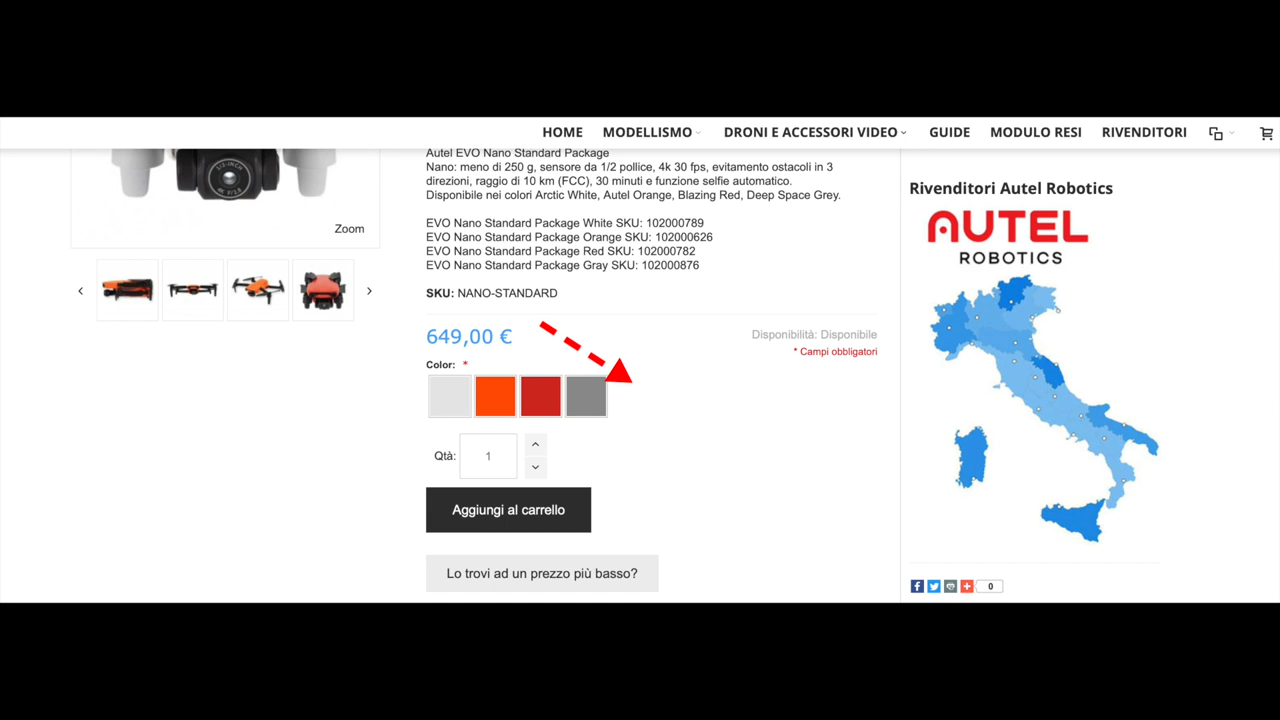 HOME MODELLISMO DRONI E ACCESSORI VIDEO GUIDE MODULO RESI RIVENDITORI
1/2-INCH
Zoom
Autel EVO Nano Standard Package
Nano: meno di 250 g, sensore da 1/2 pollice, 4k 30 fps, evitamento ostacoli in 3
direzioni, raggio di 10 km (FCC), 30 minuti e funzione selfie automatico.
Disponibile nei colori Arctic White, Autel Orange, Blazing Red, Deep Space Grey.
EVO Nano Standard Package White SKU: 102000789
EVO Nano Standard Package Orange SKU: 102000626
EVO Nano Standard Package Red SKU: 102000782
EVO Nano Standard Package Gray SKU: 102000876
SKU: NANO-STANDARD
649,00 €
Disponibilità: Disponibile
* Campi obbligatori
Color: *
Qtà: 1
Aggiungi al carrello
Lo trovi ad un prezzo più basso?
Rivenditori Autel Robotics
AUTEL
ROBOTICS
0